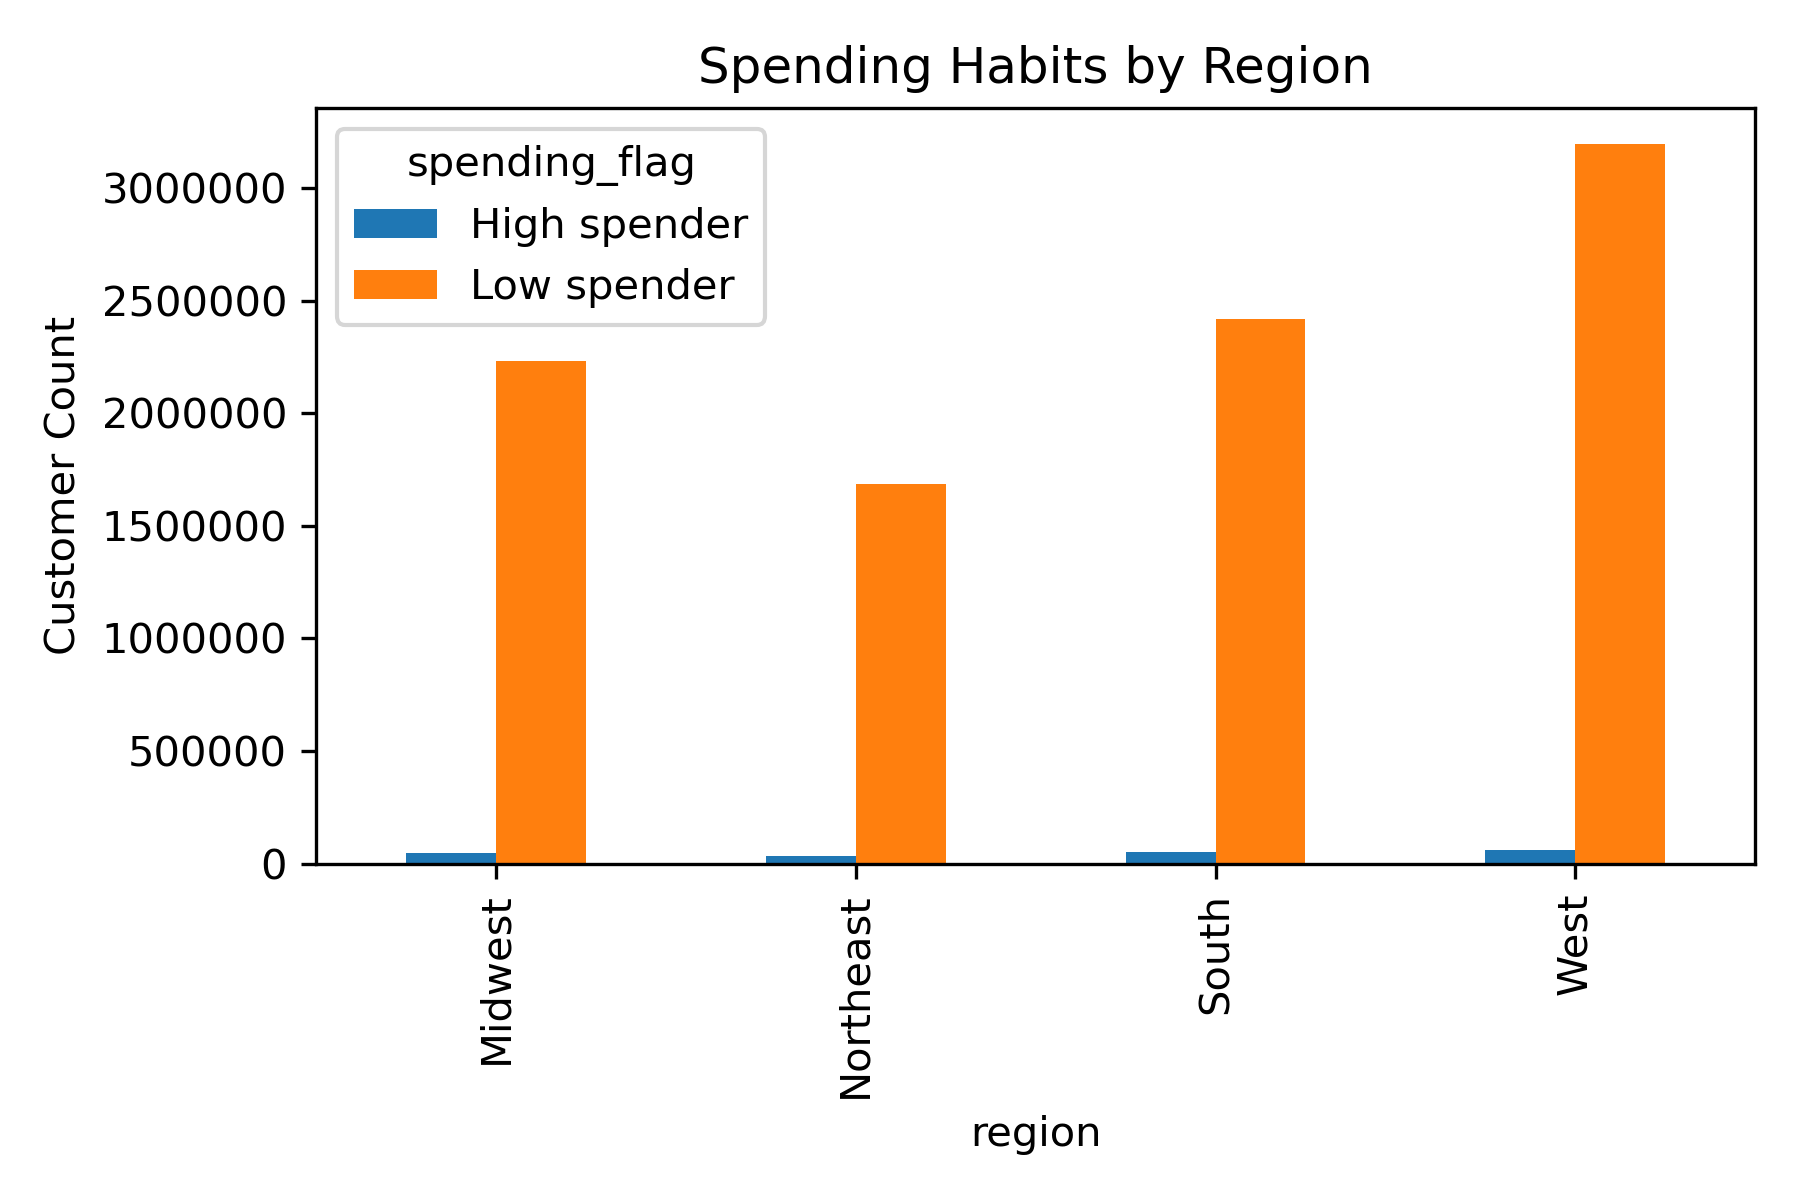 Spending Habits by Region
spending_flag
High spender
Low spender
Customer Count
3000000
2500000
2000000
1500000
1000000
500000
0
Midwest
Northeast
South
West
region